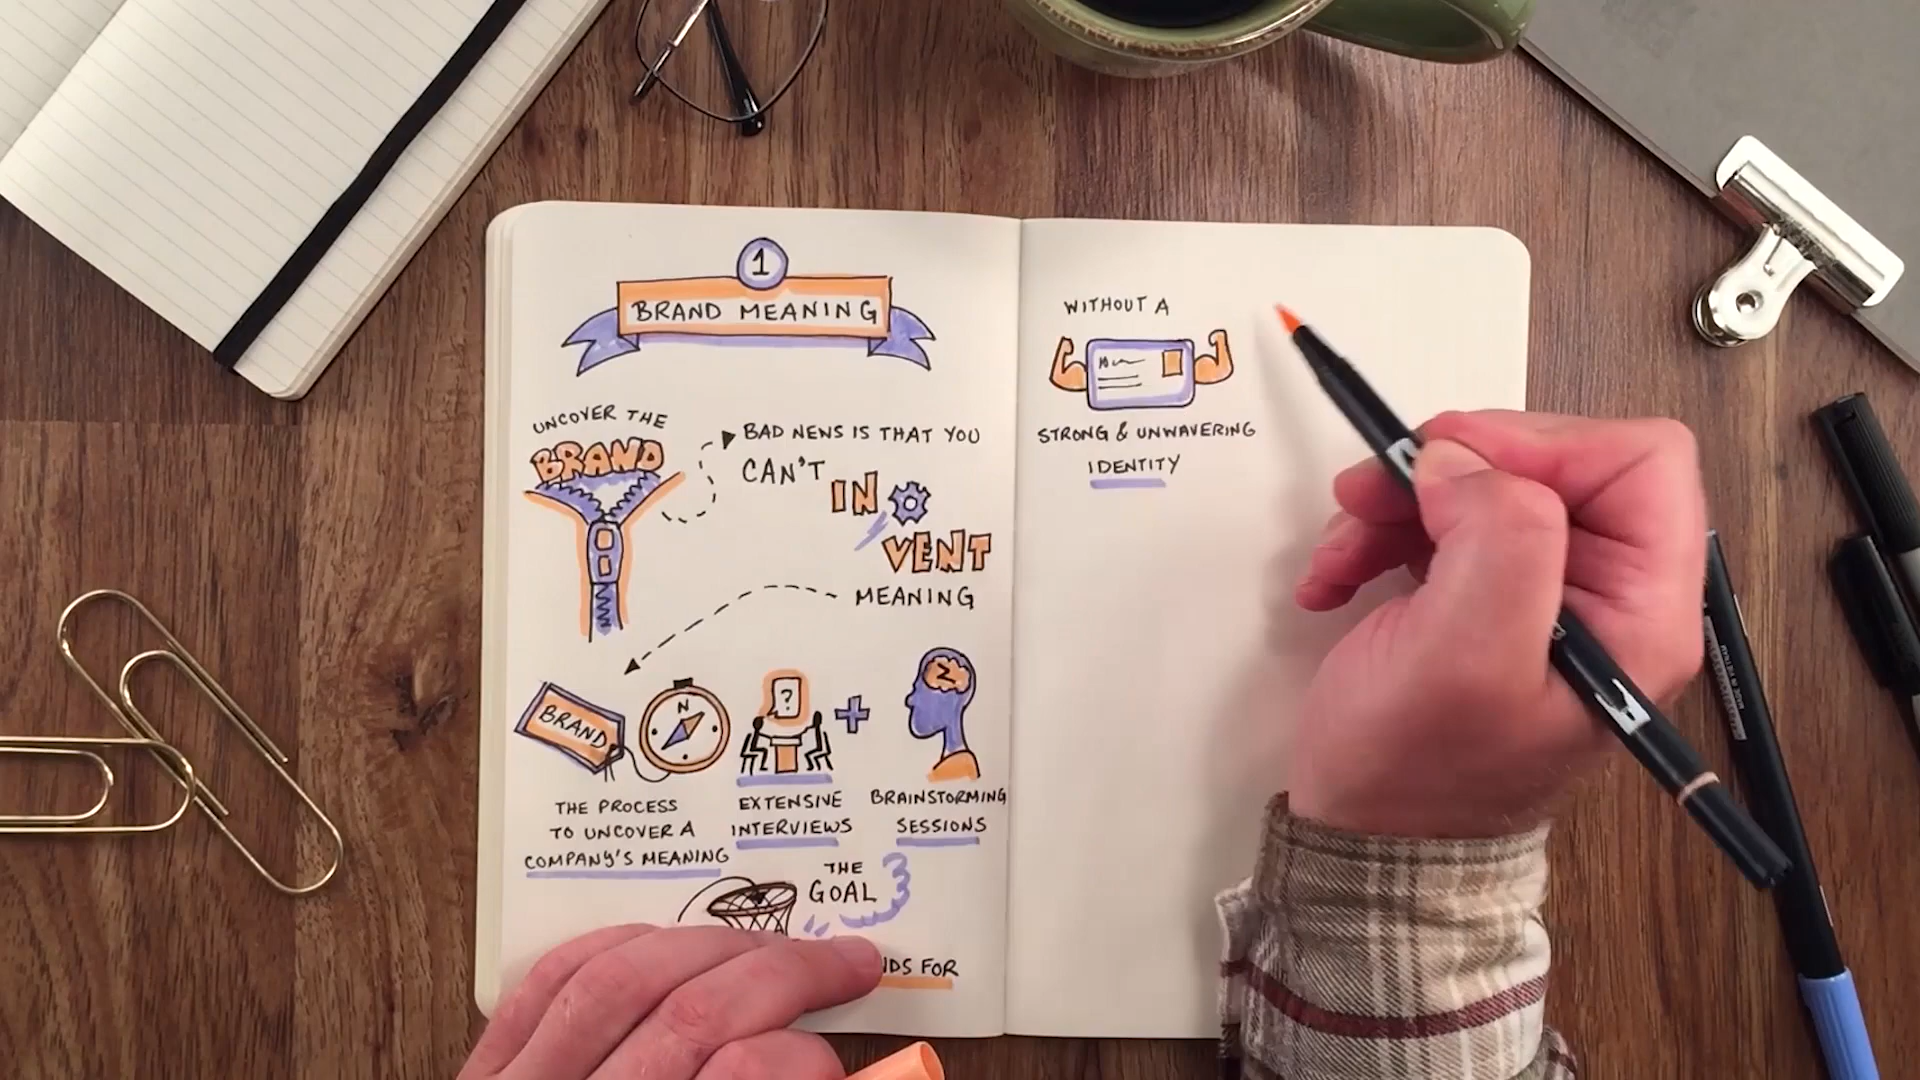 1
BRAND MEANING
UNCOVER THE
BRAND
BAD NEWS IS THAT YOU
CAN'T
IN
VENT
MEANING
BRAND
N
?
THE PROCESS
TO UNCOVER A
COMPANY'S MEANING
EXTENSIVE
INTERVIEWS
+
BRAINSTORMING
SESSIONS
THE
GOAL
FOR
WITHOUT A
STRONG & UNWAVERING
IDENTITY